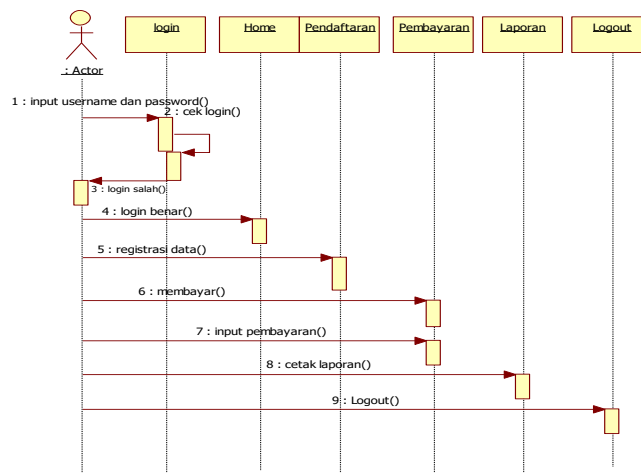 login
Home
Pendaftaran
Pembayaran
Laporan
Logout
: Actor
1 : input username dan password()
2 : cek login()
3 : login salah()
4 : login benar()
5 : registrasi data()
6 : membayar()
7 : input pembayaran()
8 : cetak laporan()
9 : Logout()